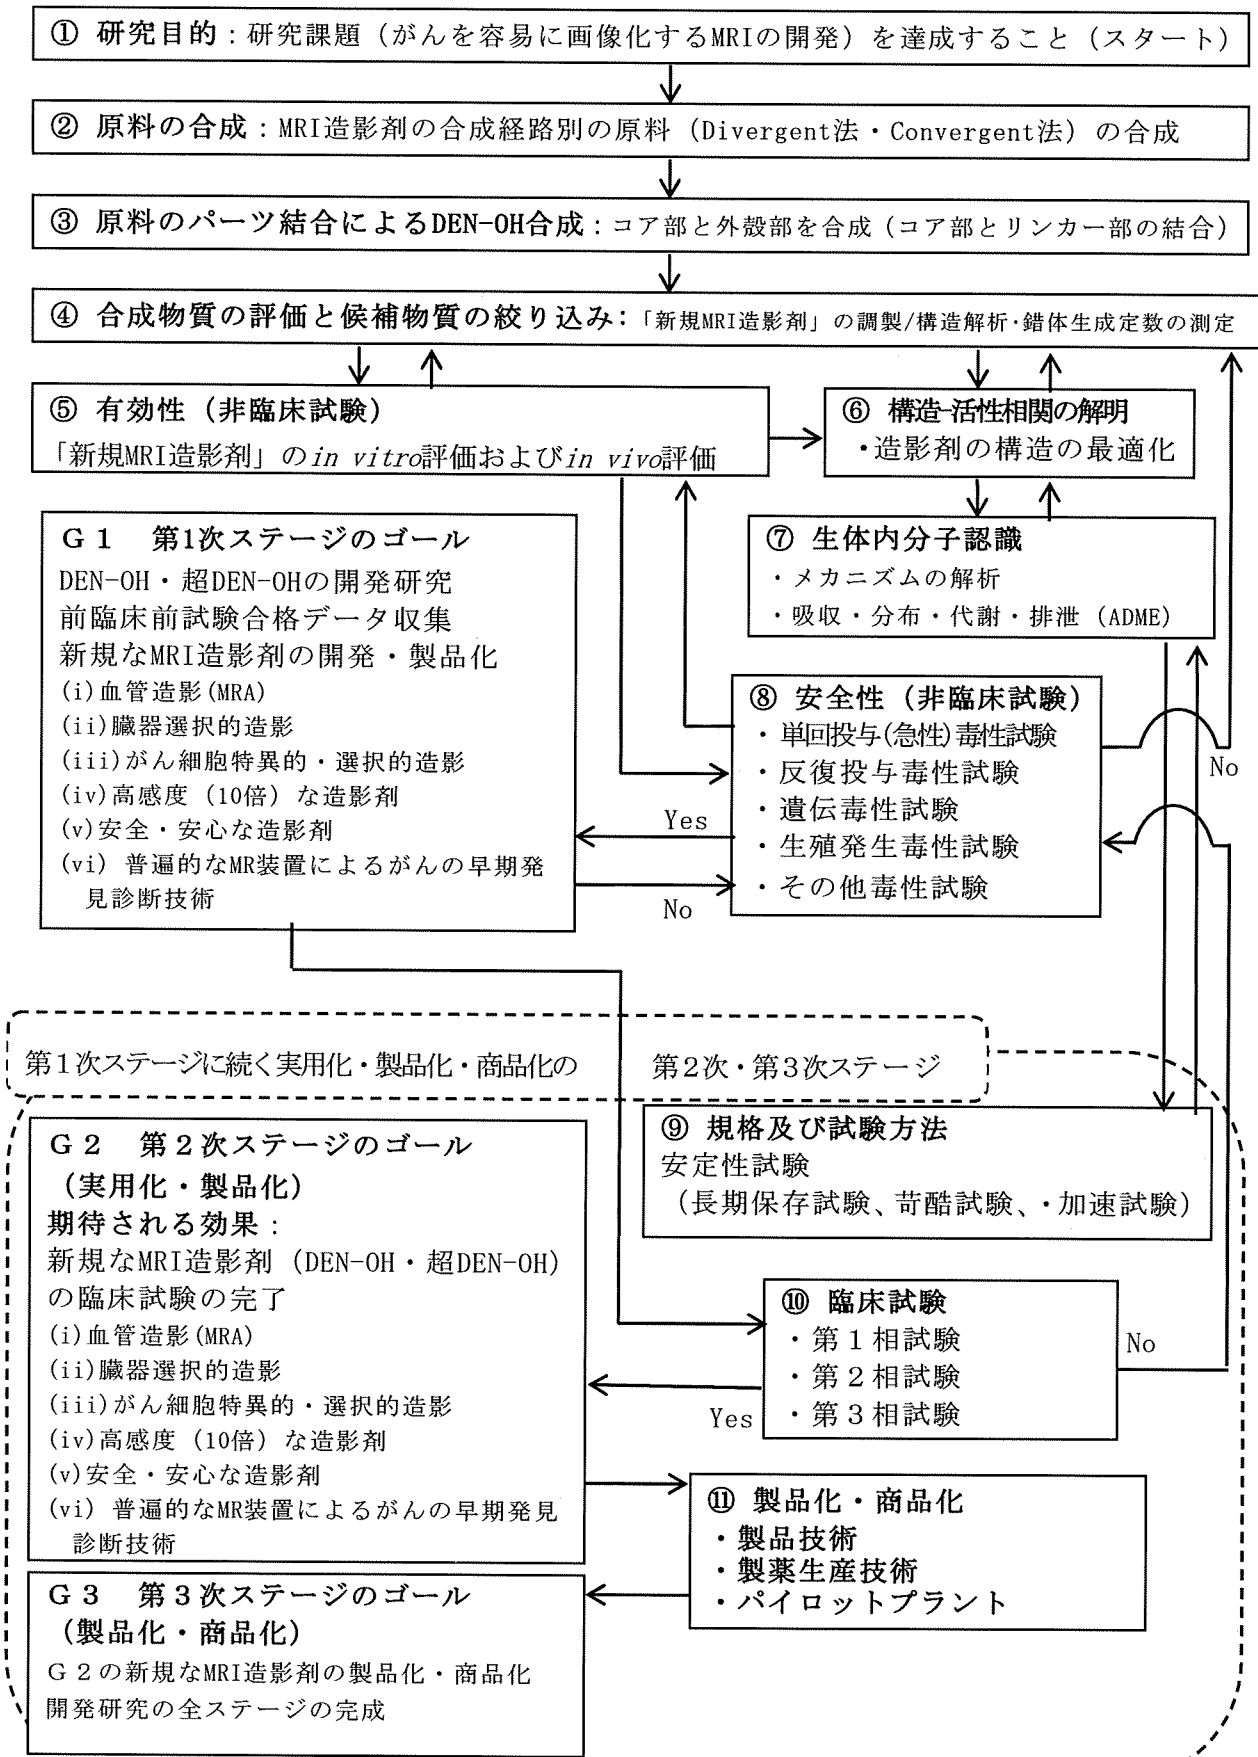 ① 研究目的：研究課題（がんを容易に画像化するMRIの開発）を達成すること（スタート）
② 原料の合成：MRI造影剤の合成経路別の原料（Divergent法・Convergent法）の合成
③ 原料のパーツ結合によるDEN-OH合成：コア部と外殻部を合成（コア部とリンカー部の結合）
④ 合成物質の評価と候補物質の絞り込み：「新規MRI造影剤」の調製/構造解析・錯体生成定数の測定
⑤ 有効性（非臨床試験）
「新規MRI造影剤」のin vitro評価およびin vivo評価
⑥ 構造-活性相関の解明
・造影剤の構造の最適化
G1 第1次ステージのゴール
DEN-OH・超DEN-OHの開発研究
前臨床前試験合格データ収集
新規なMRI造影剤の開発・製品化
(i)血管造影(MRA)
(ii)臓器選択的造影
(iii)がん細胞特異的・選択的造影
(iv)高感度（10倍）な造影剤
(v)安全・安心な造影剤
(vi) 普遍的なMR装置によるがんの早期発
見診断技術
⑦ 生体内分子認識
・メカニズムの解析
・吸収・分布・代謝・排泄（ADME）
⑧ 安全性（非臨床試験）
・単回投与(急性)毒性試験
・反復投与毒性試験
・遺伝毒性試験
・生殖発生毒性試験
・その他毒性試験
No
Yes
No
第1次ステージに続く実用化・製品化・商品化の 第2次・第3次ステージ
G2 第2次ステージのゴール
（実用化・製品化）
期待される効果：
新規なMRI造影剤（DEN-OH・超DEN-OH）
の臨床試験の完了
(i)血管造影(MRA)
(ii)臓器選択的造影
(iii)がん細胞特異的・選択的造影
(iv)高感度（10倍）な造影剤
(v)安全・安心な造影剤
(vi) 普遍的なMR装置によるがんの早期発見
診断技術
⑨ 規格及び試験方法
安定性試験
（長期保存試験、苛酷試験、・加速試験）
⑩ 臨床試験
・第1相試験
・第2相試験
・第3相試験
No
Yes
⑪ 製品化・商品化
・製品技術
・製薬生産技術
・パイロットプラント
G3 第3次ステージのゴール
（製品化・商品化）
G2の新規なMRI造影剤の製品化・商品化
開発研究の全ステージの完成